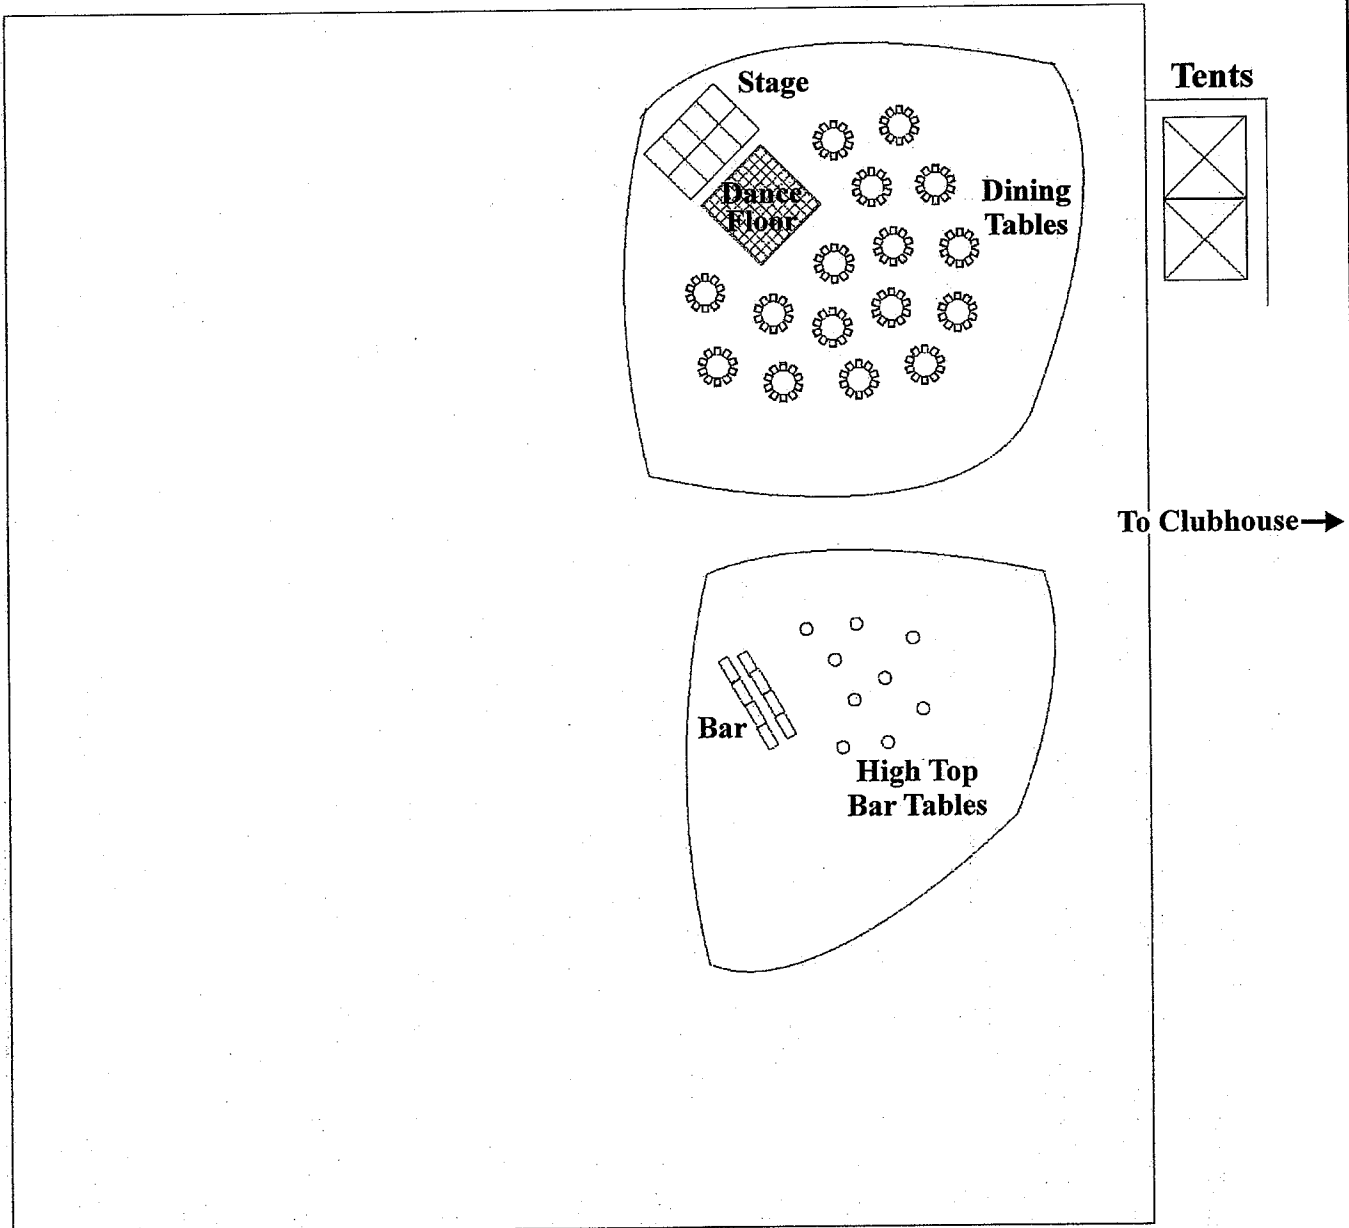 Stage
Tents
Dance
Floor
Dining
Tables
To Clubhouse
Bar
High Top
Bar Tables